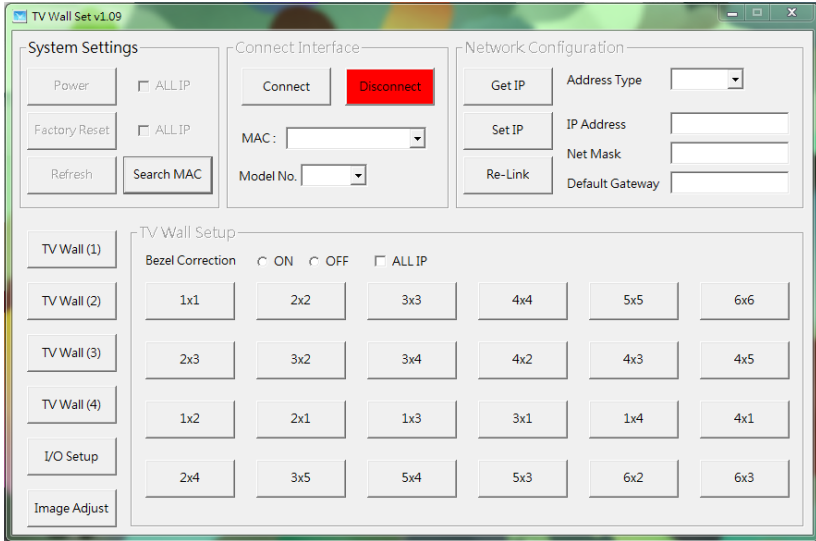 TV Wall Set v1.09
System Settings
Power
ALL IP
Factory Reset
ALL IP
Refresh
Search MAC
Connect Interface
Connect
Disconnect
MAC :
Model No.
Network Configuration
Get IP
Address Type
Set IP
IP Address
Net Mask
Re-Link
Default Gateway
TV Wall (1)
TV Wall (2)
TV Wall (3)
TV Wall (4)
I/O Setup
Image Adjust
TV Wall Setup
Bezel Correction ON OFF ALL IP
1x1 2x2 3x3 4x4 5x5 6x6
2x3 3x2 3x4 4x2 4x3 4x5
1x2 2x1 1x3 3x1 1x4 4x1
2x4 3x5 5x4 5x3 6x2 6x3